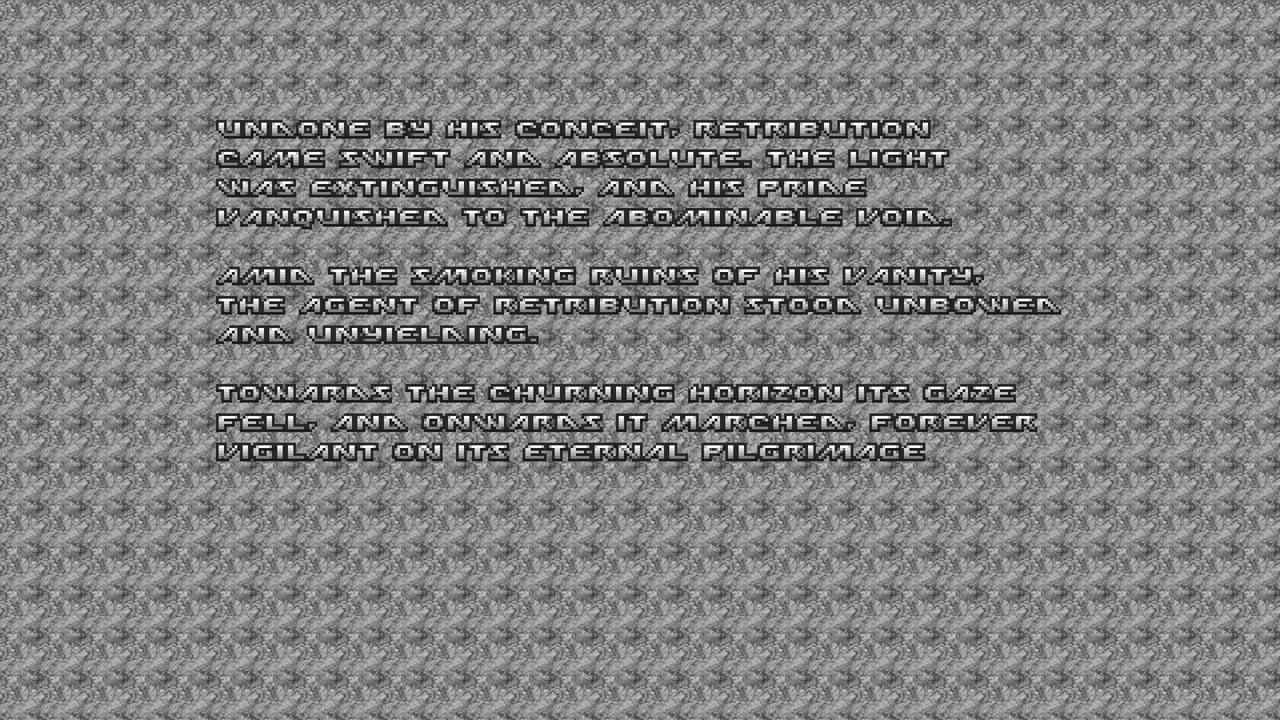 UNDONE BY HIS CONCEIT, RETRIBUTION
CAME SWIFT AND ABSOLUTE. THE LIGHT
WAS EXTINGUISHED, AND HIS PRIDE
VANQUISHED TO THE ABOMINABLE VOID.
AMID THE SMOKING RUINS OF HIS VANITY,
THE AGENT OF RETRIBUTION STOOD UNBOWED
AND UNYIELDING.
TOWARDS THE CHURNING HORIZON ITS GAZE
FELL, AND ONWARDS IT MARCHED, FOREVER
VIGILANT ON ITS ETERNAL PILGRIMAGE